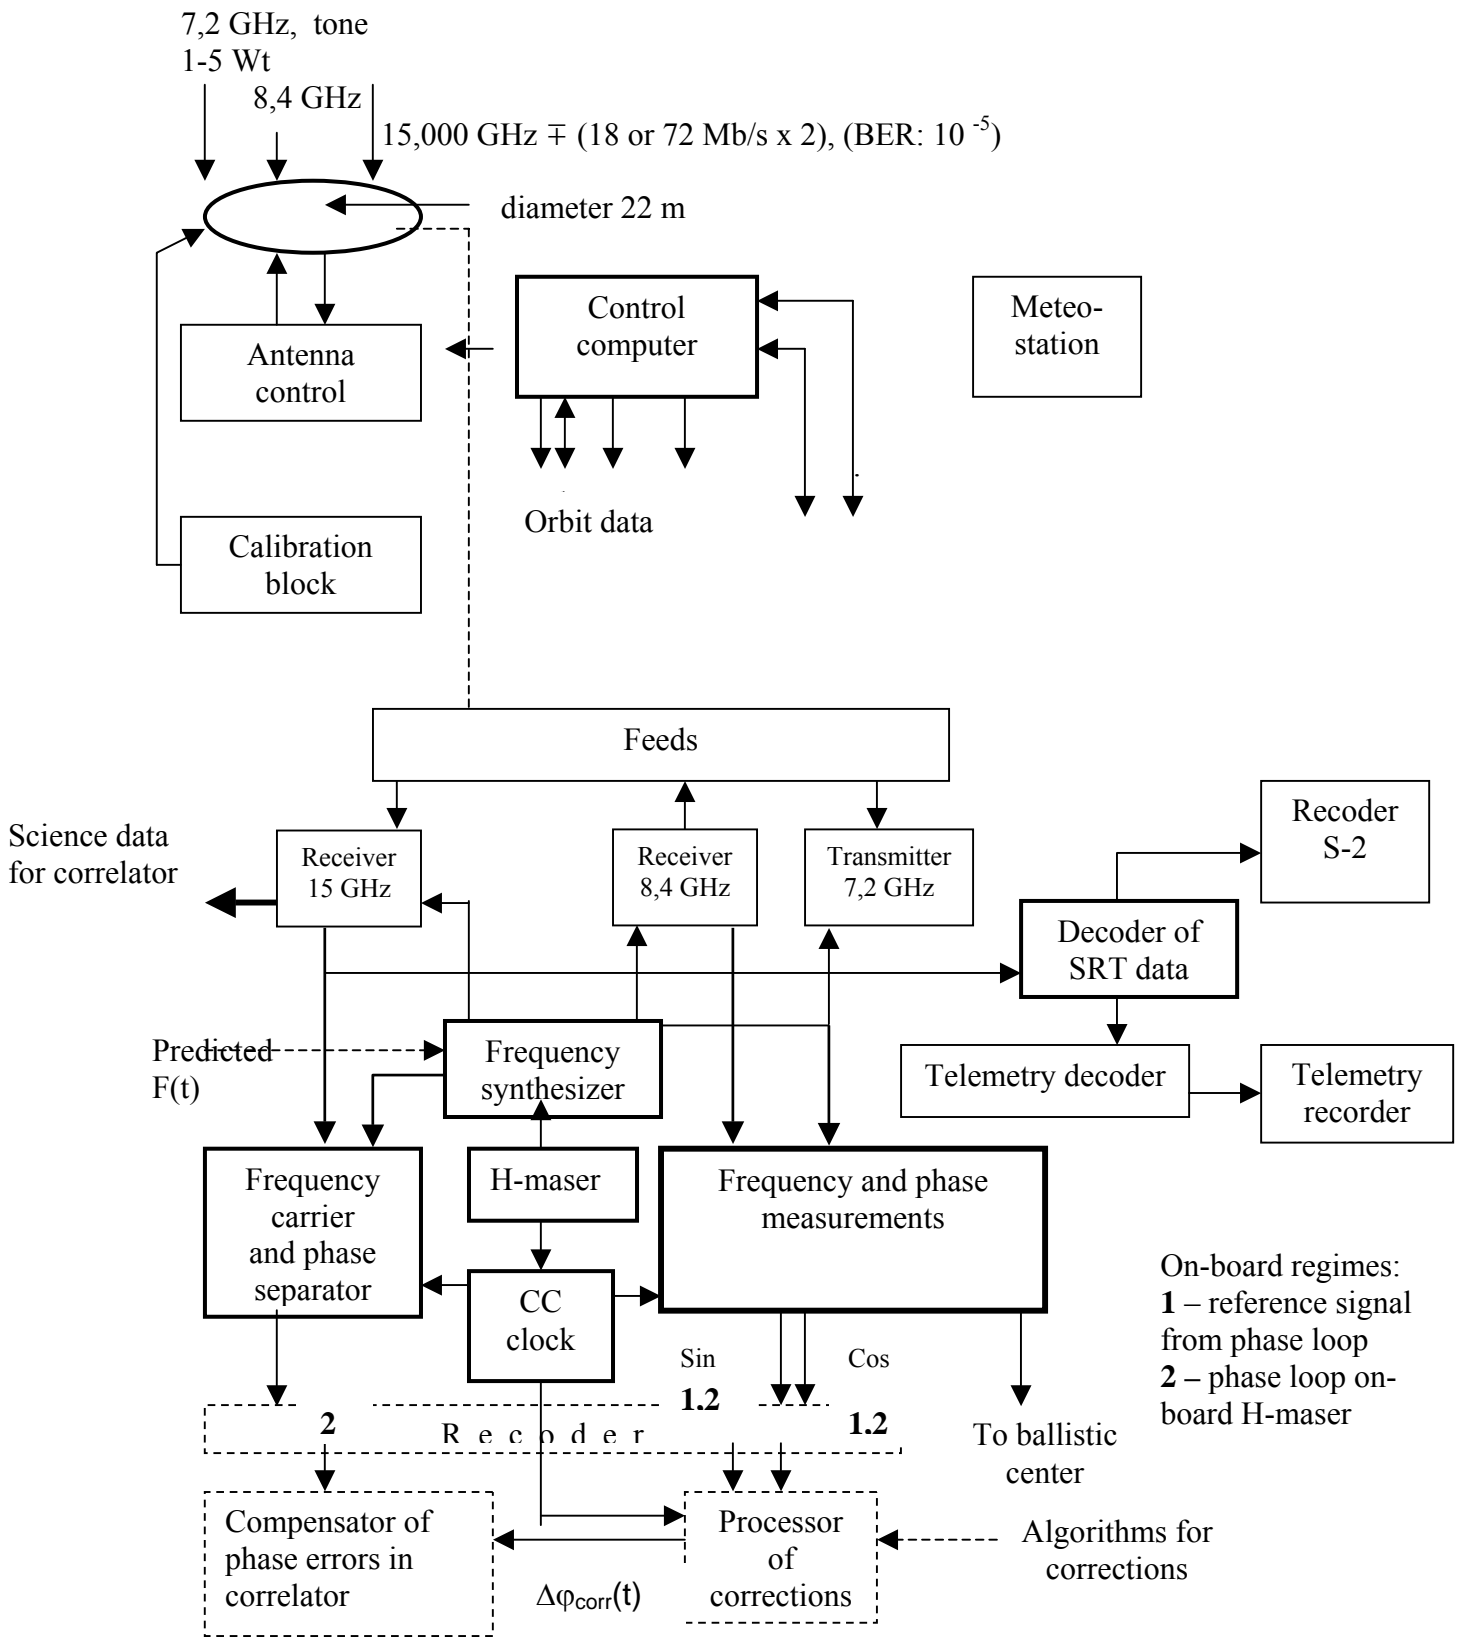 7,2 GHz,  tone
1-5 Wt
8,4 GHz
15,000 GHz ∓ (18 or 72 Mb/s x 2), (BER: 10 ⁻⁵)
diameter 22 m
Control
computer
Meteo-
station
Antenna
control
Orbit data
Calibration
block
Feeds
Science data
for correlator
Receiver
15 GHz
Receiver
8,4 GHz
Transmitter
7,2 GHz
Recoder
S-2
Decoder of
SRT data
Predicted
F(t)
Frequency
synthesizer
Telemetry decoder
Telemetry
recorder
Frequency
carrier
and phase
separator
H-maser
Frequency and phase
measurements
CC
clock
On-board regimes:
1 – reference signal
from phase loop
2 – phase loop on-
board H-maser
Sin
Cos
1,2
2
R e c o d e r
1,2
To ballistic
center
Compensator of
phase errors in
correlator
Δφcorr(t)
Processor
of
corrections
Algorithms for
corrections